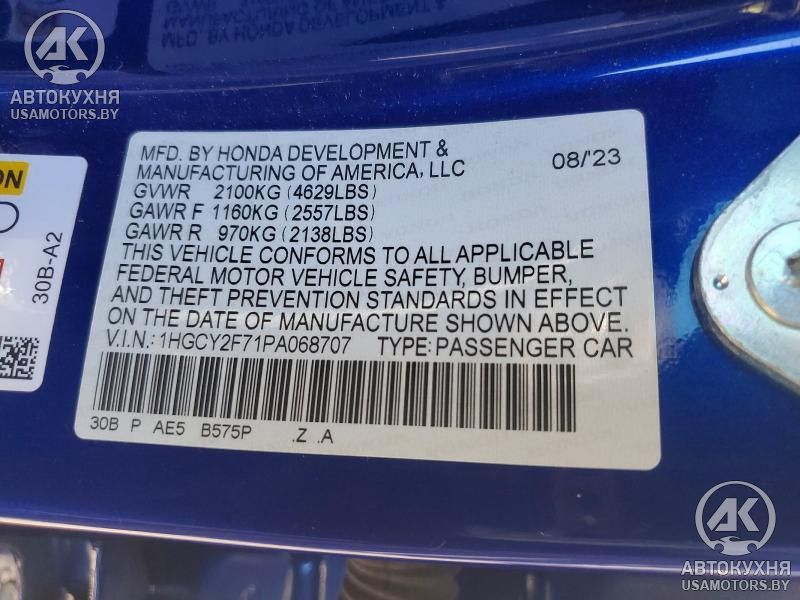 АК
АВТОКУХНЯ
USAMOTORS.BY
MFD. BY HONDA DEVELOPMENT &
MANUFACTURING OF AMERICA, LLC 08/'23
GVWR 2100KG (4629LBS)
GAWR F 1160KG (2557LBS)
GAWR R 970KG (2138LBS)
THIS VEHICLE CONFORMS TO ALL APPLICABLE
FEDERAL MOTOR VEHICLE SAFETY, BUMPER,
AND THEFT PREVENTION STANDARDS IN EFFECT
ON THE DATE OF MANUFACTURE SHOWN ABOVE.
V.I.N.: 1HGCY2F71PA068707 TYPE: PASSENGER CAR
30B P AE5 B575P .Z .A
30B-A2
АК
АВТОКУХНЯ
USAMOTORS.BY